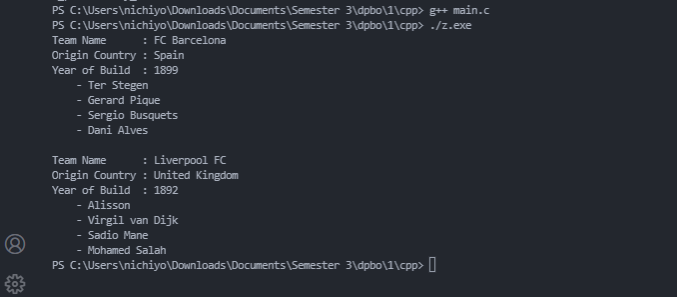 PS C:\Users\nichiyo\Downloads\Documents\Semester 3\dpbo\1\cpp> g++ main.c
PS C:\Users\nichiyo\Downloads\Documents\Semester 3\dpbo\1\cpp> ./z.exe
Team Name      : FC Barcelona
Origin Country : Spain
Year of Build  : 1899
    - Ter Stegen
    - Gerard Pique
    - Sergio Busquets
    - Dani Alves

Team Name      : Liverpool FC
Origin Country : United Kingdom
Year of Build  : 1892
    - Alisson
    - Virgil van Dijk
    - Sadio Mane
    - Mohamed Salah
PS C:\Users\nichiyo\Downloads\Documents\Semester 3\dpbo\1\cpp>